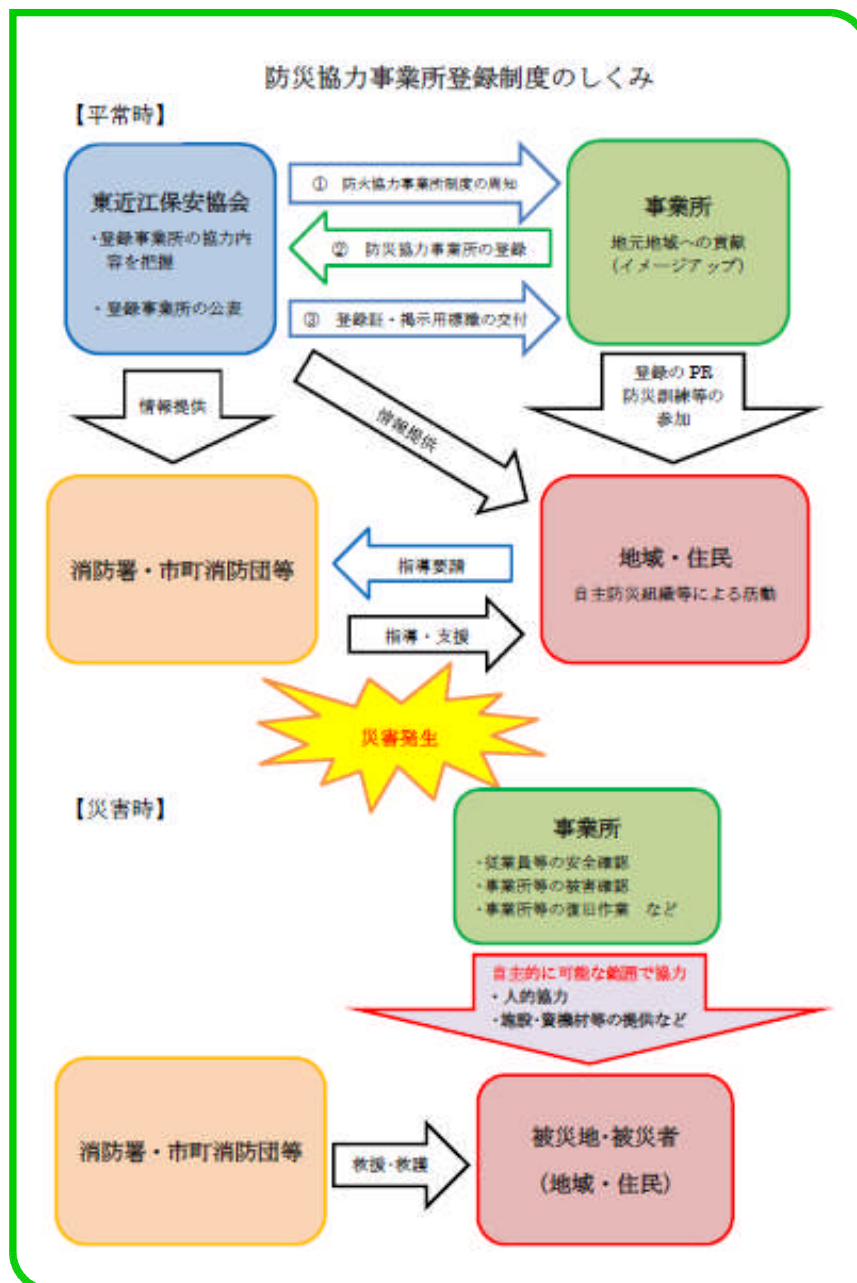 防災協力事業所登録制度のしくみ
【平常時】
東近江保安協会
・登録事業所の協力内
容を把握
・登録事業所の公表
① 防火協力事業所制度の周知
② 防災協力事業所の登録
③ 登録証・掲示用標識の交付
事業所
地元地域への貢献
(イメージアップ)
情報提供
情報提供
登録の PR
防災訓練等の
参加
消防署・市町消防団等
指導要請
指導・支援
地域・住民
自主防災組織等による活動
災害発生
【災害時】
事業所
・従業員等の安全確認
・事業所等の被害確認
・事業所等の復旧作業 など
自主的に可能な範囲で協力
・人的協力
・施設・資機材等の提供など
消防署・市町消防団等
救援・救護
被災地・被災者
(地域・住民)